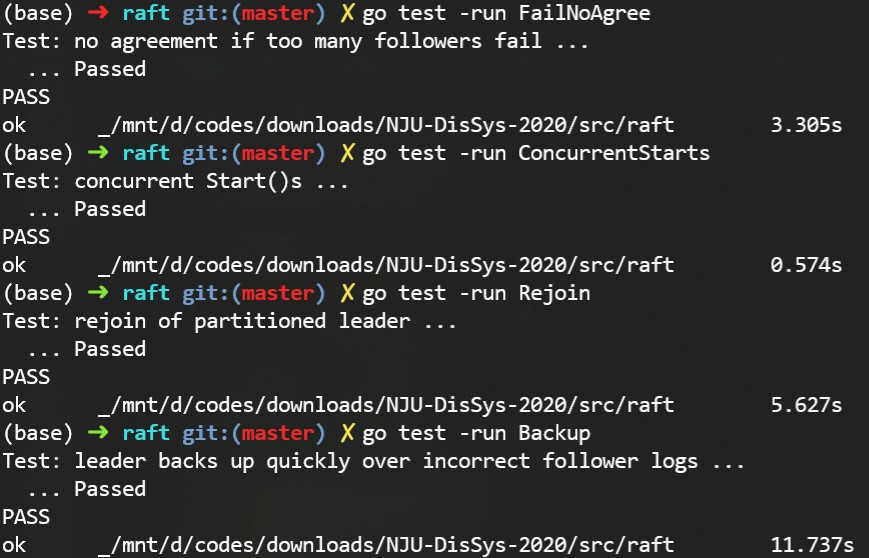 (base) ➜ raft git:(master) ✗ go test -run FailNoAgree
Test: no agreement if too many followers fail ...
  ... Passed
PASS
ok      _/mnt/d/codes/downloads/NJU-DisSys-2020/src/raft        3.305s
(base) ➜ raft git:(master) ✗ go test -run ConcurrentStarts
Test: concurrent Start()s ...
  ... Passed
PASS
ok      _/mnt/d/codes/downloads/NJU-DisSys-2020/src/raft        0.574s
(base) ➜ raft git:(master) ✗ go test -run Rejoin
Test: rejoin of partitioned leader ...
  ... Passed
PASS
ok      _/mnt/d/codes/downloads/NJU-DisSys-2020/src/raft        5.627s
(base) ➜ raft git:(master) ✗ go test -run Backup
Test: leader backs up quickly over incorrect follower logs ...
  ... Passed
PASS
ok      _/mnt/d/codes/downloads/NJU-DisSys-2020/src/raft        11.737s